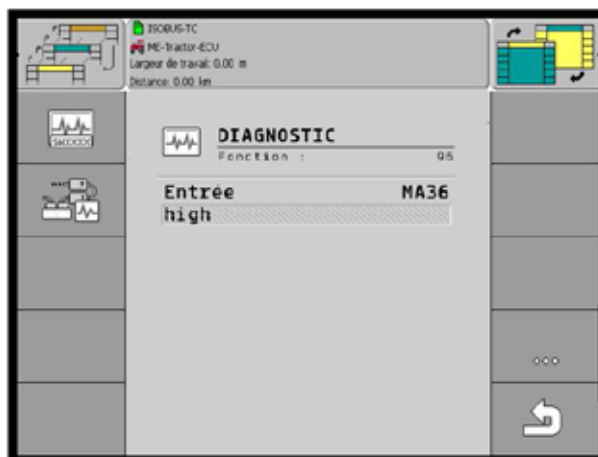 ISOBUS-TC
ME-Tractor-ECU
Largeur de travail: 0.00 m
Distance: 0.00 km
DIAGNOSTIC
Fonction : 96
Entrée MA36
high